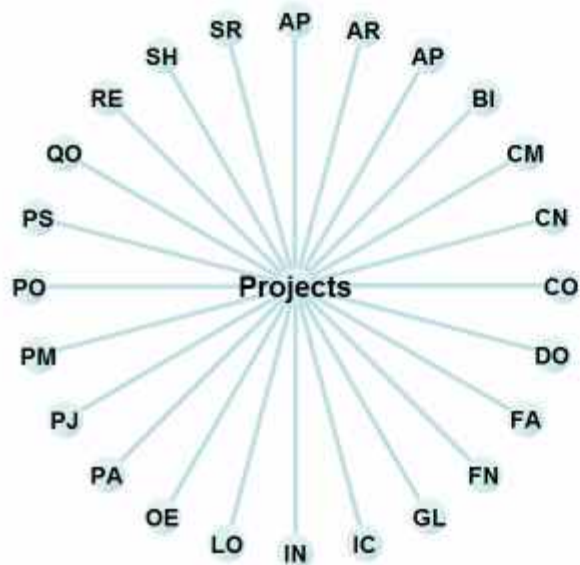 AP
AR
AP
BI
CM
CN
CO
DO
FA
FN
GL
IC
IN
LO
OE
PA
PJ
PM
PO
PS
QO
RE
SH
SR
Projects